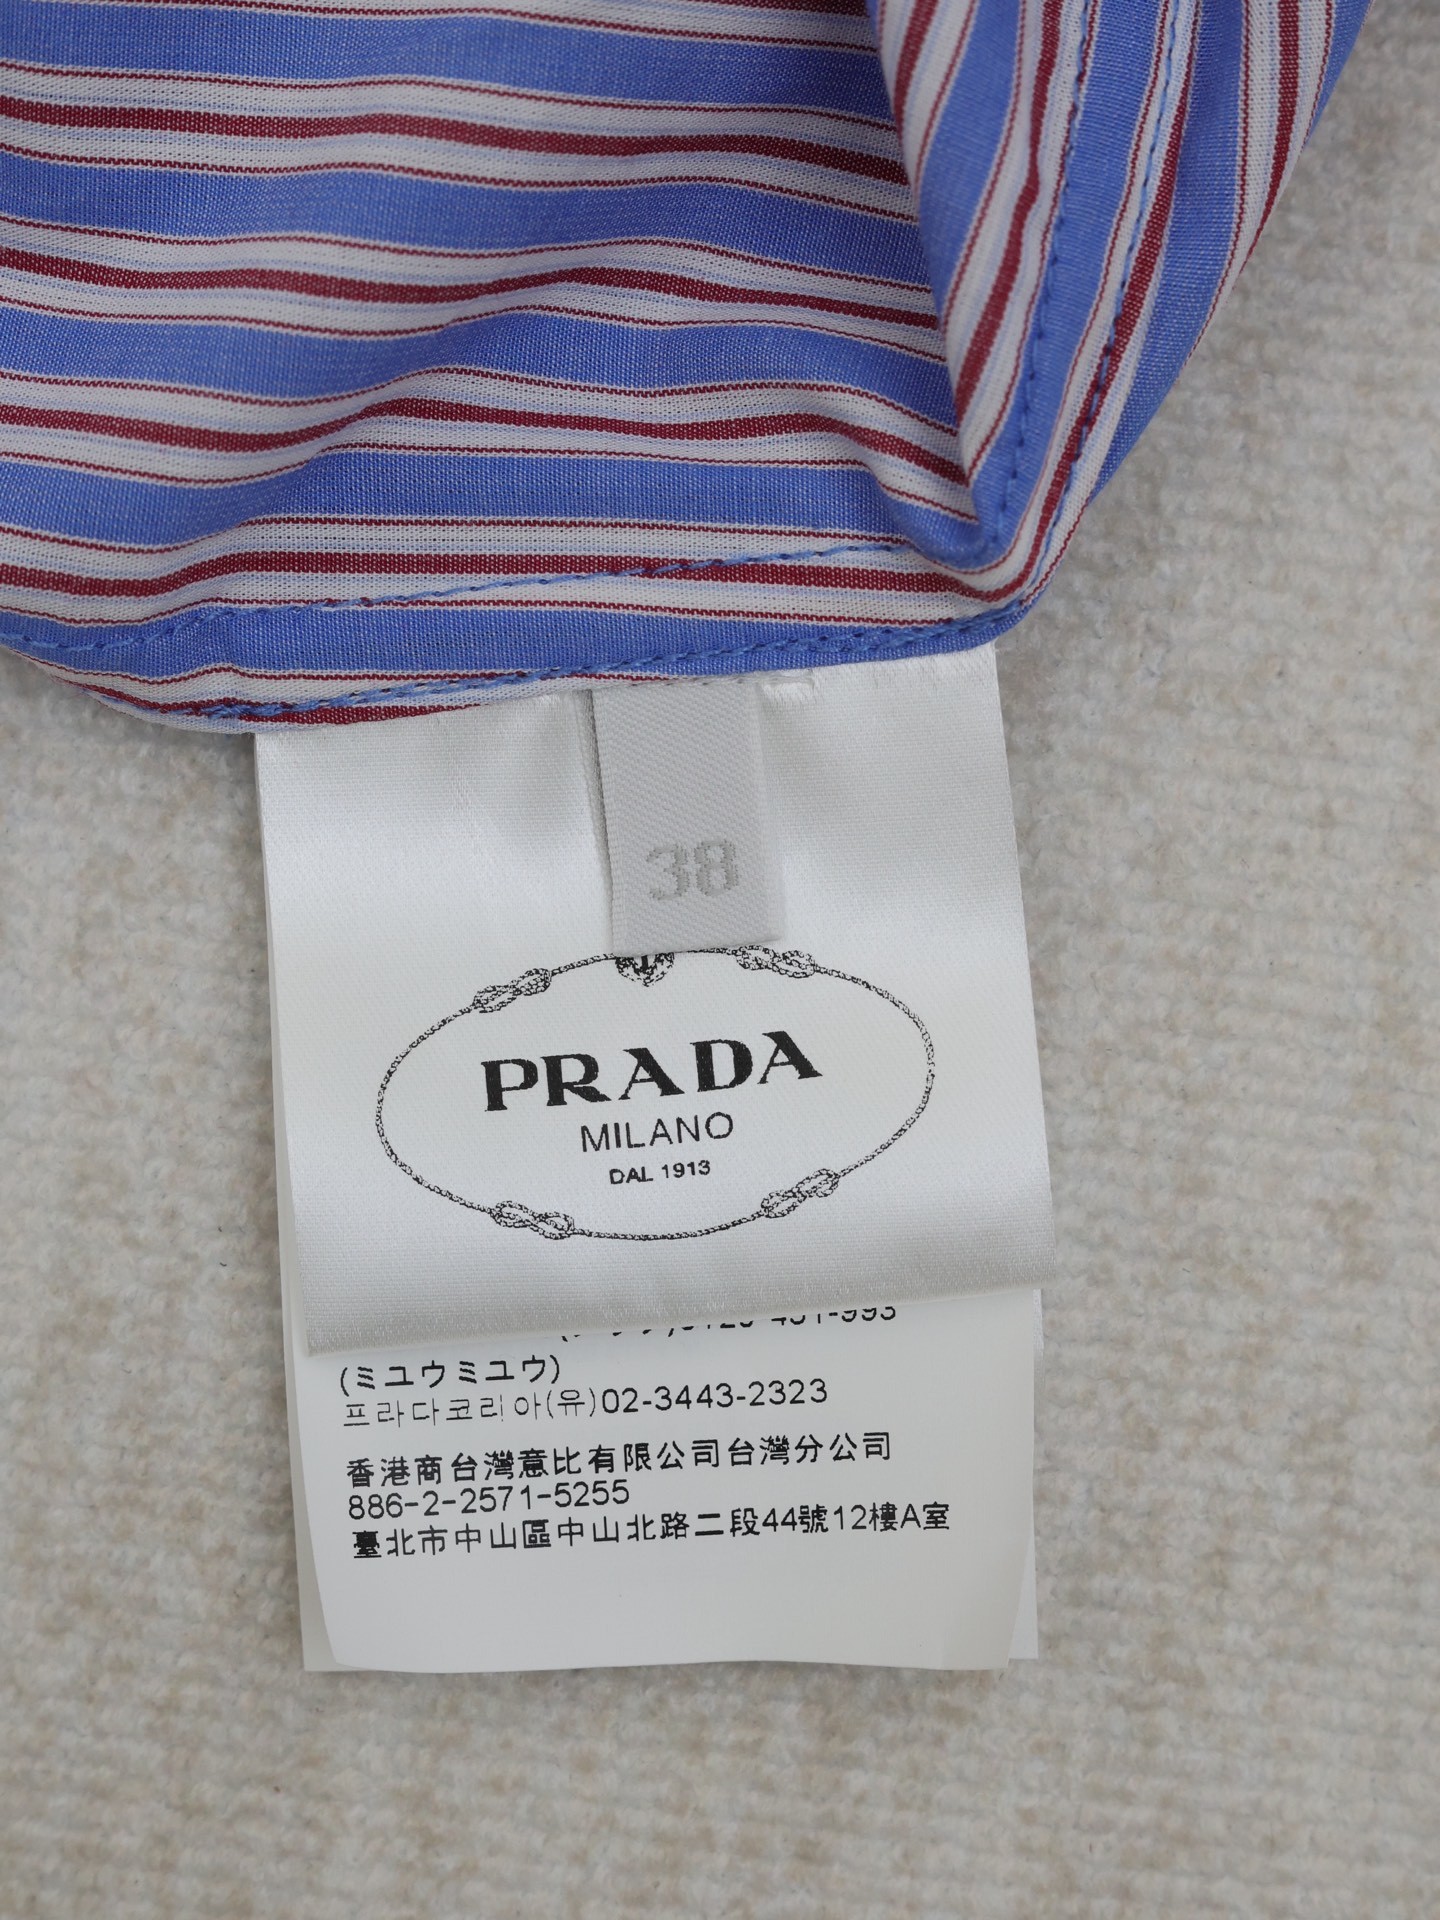 38
PRADA
MILANO
DAL 1913
(ミュウミュウ)
프라다코리아(유)02-3443-2323
香港商台灣意比有限公司台灣分公司
886-2-2571-5255
臺北市中山區中山北路二段44號12樓A室